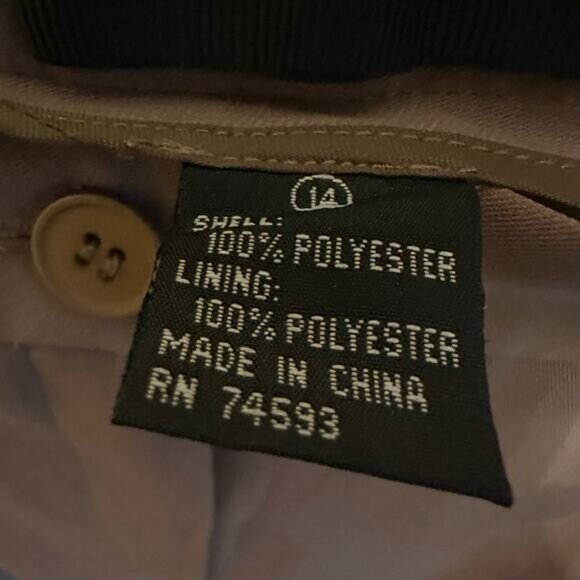 14
SHELL:
100% POLYESTER
LINING:
100% POLYESTER
MADE IN CHINA
RN 74593